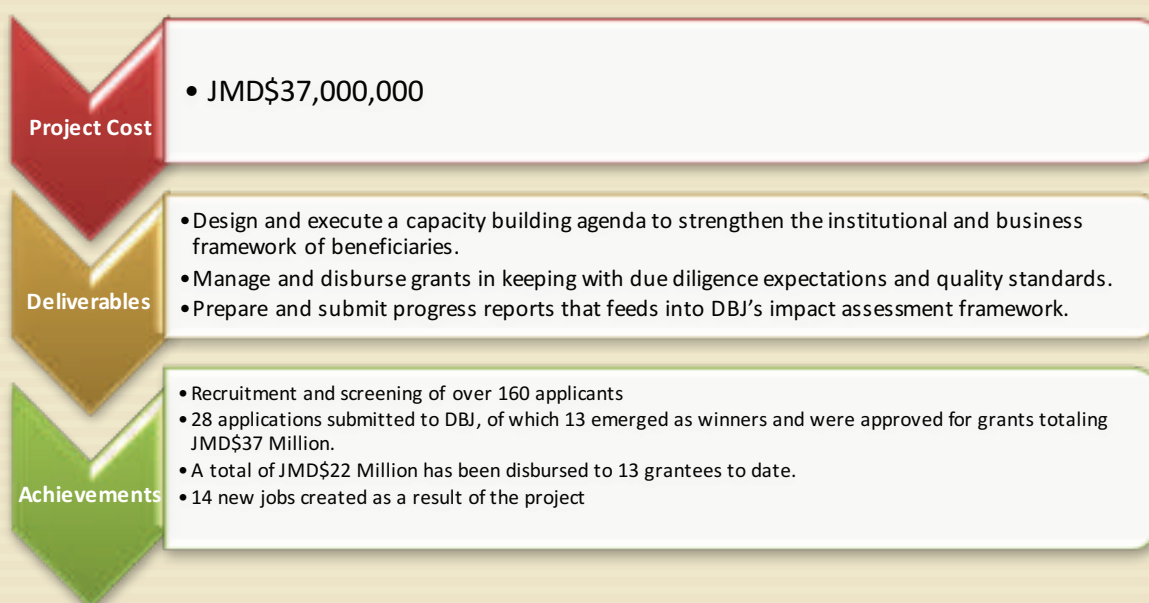 Project Cost
• JMD$37,000,000
Deliverables
•Design and execute a capacity building agenda to strengthen the institutional and business
framework of beneficiaries.
•Manage and disburse grants in keeping with due diligence expectations and quality standards.
•Prepare and submit progress reports that feeds into DBJ's impact assessment framework.
Achievements
•Recruitment and screening of over 160 applicants
•28 applications submitted to DBJ, of which 13 emerged as winners and were approved for grants totaling
JMD$37 Million.
•A total of JMD$22 Million has been disbursed to 13 grantees to date.
•14 new jobs created as a result of the project